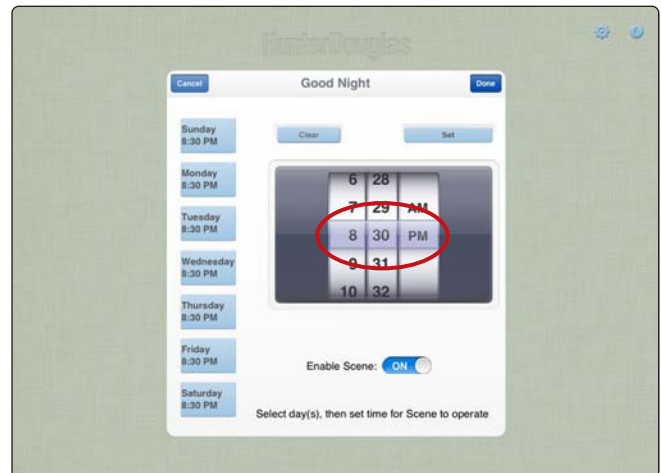 HunterDouglas
Cancel
Good Night
Done
Sunday
8:30 PM
Monday
8:30 PM
Tuesday
8:30 PM
Wednesday
8:30 PM
Thursday
8:30 PM
Friday
8:30 PM
Saturday
8:30 PM
Clear
Set
6 28
7 29 AM
8 30 PM
9 31
10 32
Enable Scene: ON
Select day(s), then set time for Scene to operate